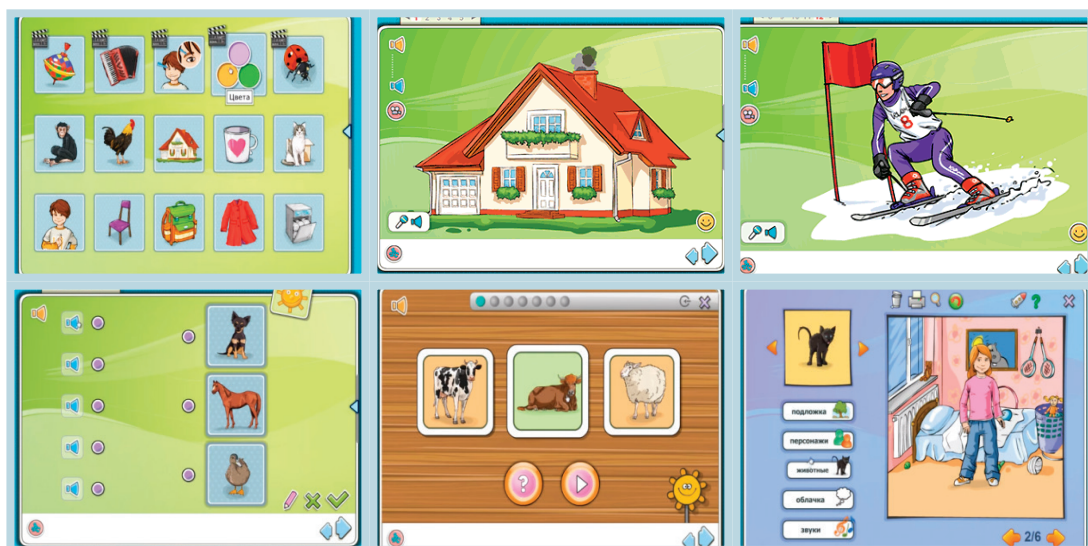 Цвета
8
подложка
персонажи
животные
облачка
звуки
2/6